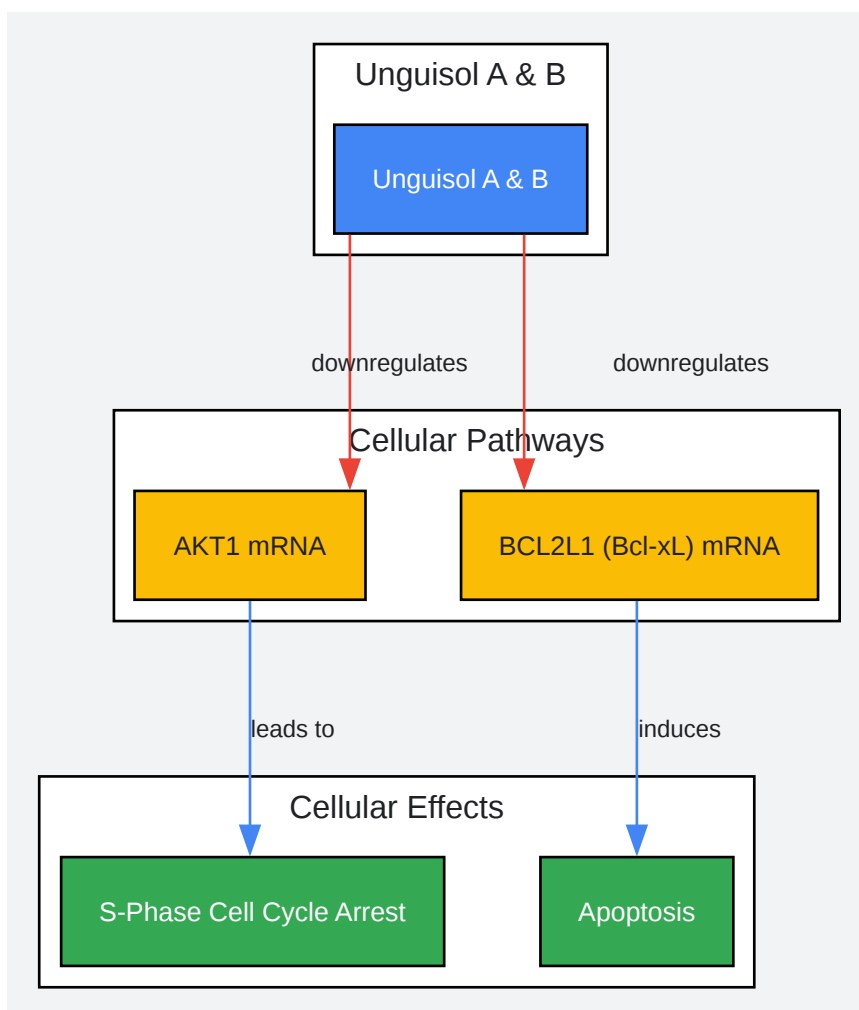 Unguisol A & B
Unguisol A & B
downregulates
downregulates
Cellular Pathways
AKT1 mRNA
BCL2L1 (Bcl-xL) mRNA
leads to
induces
Cellular Effects
S-Phase Cell Cycle Arrest
Apoptosis